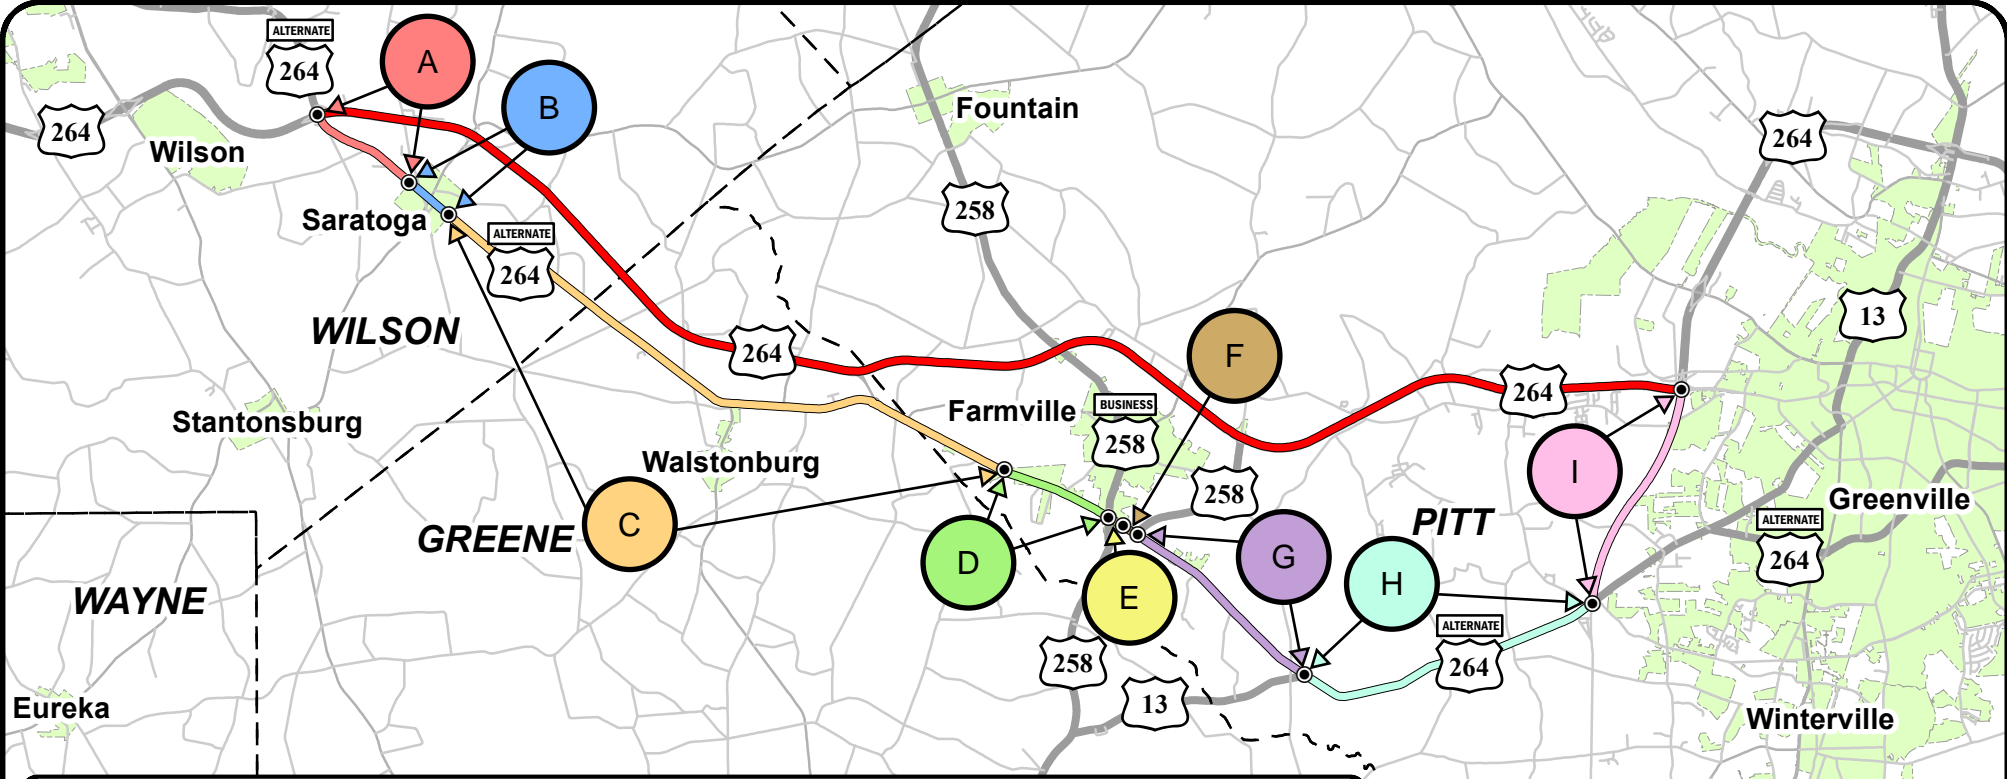 ALTERNATE
264
A
B
264
Wilson
Fountain
264
Saratoga
258
ALTERNATE
264
WILSON
264
13
F
264
Farmville
BUSINESS
258
Stantonsburg
Walstonburg
258
I
Greenville
C
GREENE
PITT
ALTERNATE
264
D
G
H
E
WAYNE
ALTERNATE
264
258
13
Eureka
Winterville